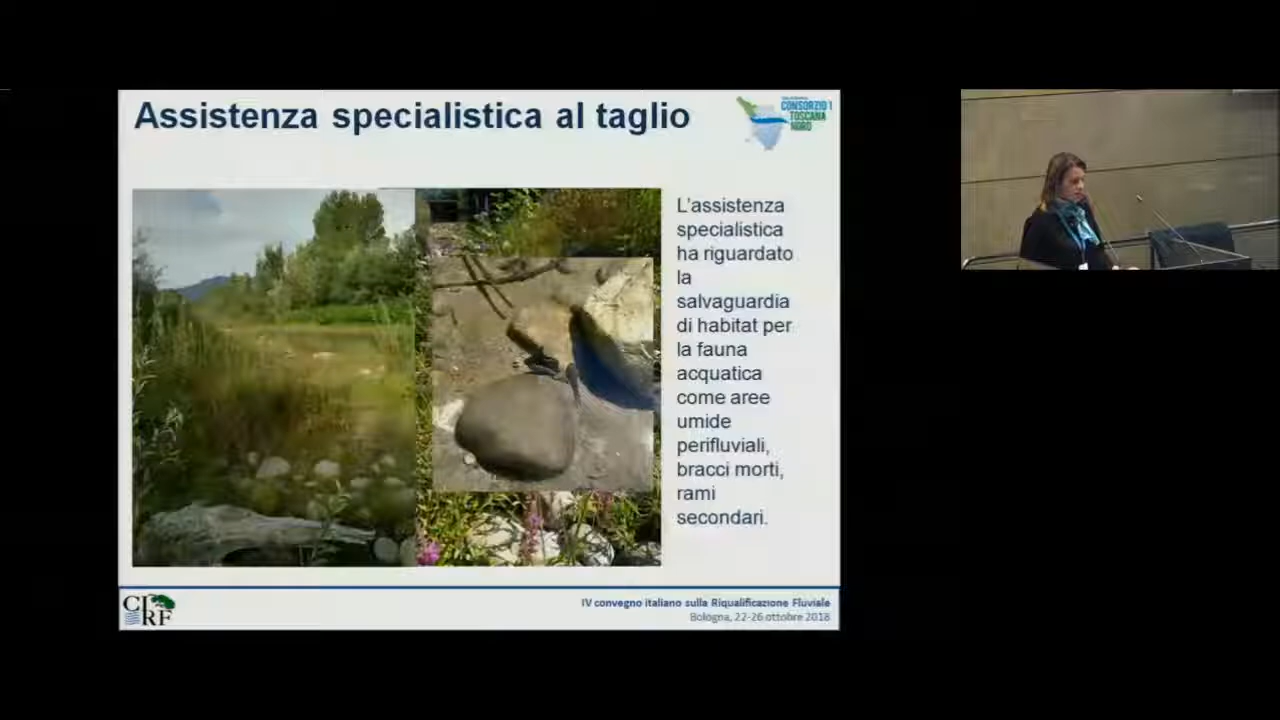 Assistenza specialistica al taglio
CONSORZIO 1
TOSCANA
NORD
L'assistenza
specialistica
ha riguardato
la
salvaguardia
di habitat per
la fauna
acquatica
come aree
umide
perifluviali,
bracci morti,
rami
secondari.
CIRF
IV convegno italiano sulla Riqualificazione Fluviale
Bologna, 22-26 ottobre 2018